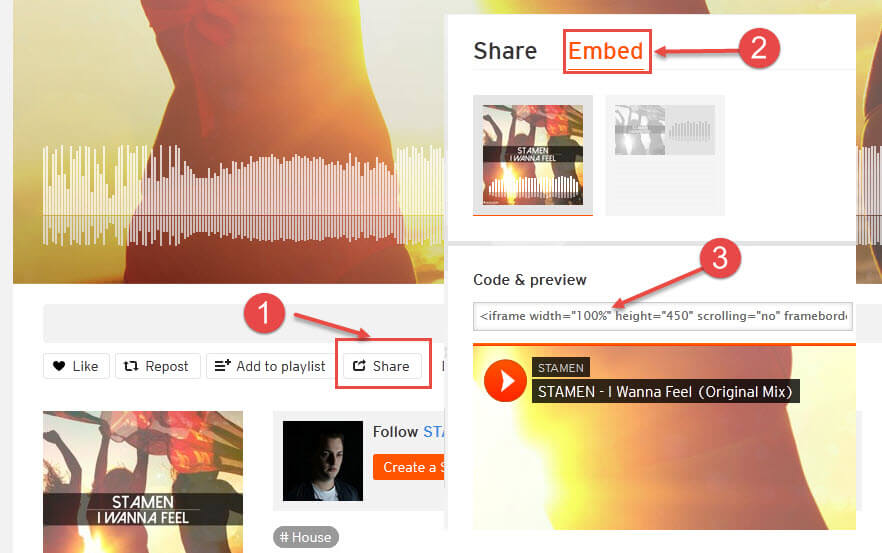 Share Embed
2
STAMEN
I WANNA FEEL
Code & preview
3
<iframe width="100%" height="450" scrolling="no" frameborde
STAMEN
STAMEN - I Wanna Feel (Original Mix)
1
Like Repost Add to playlist Share
STAMEN
I WANNA FEEL
Follow STA
Create a S
# House